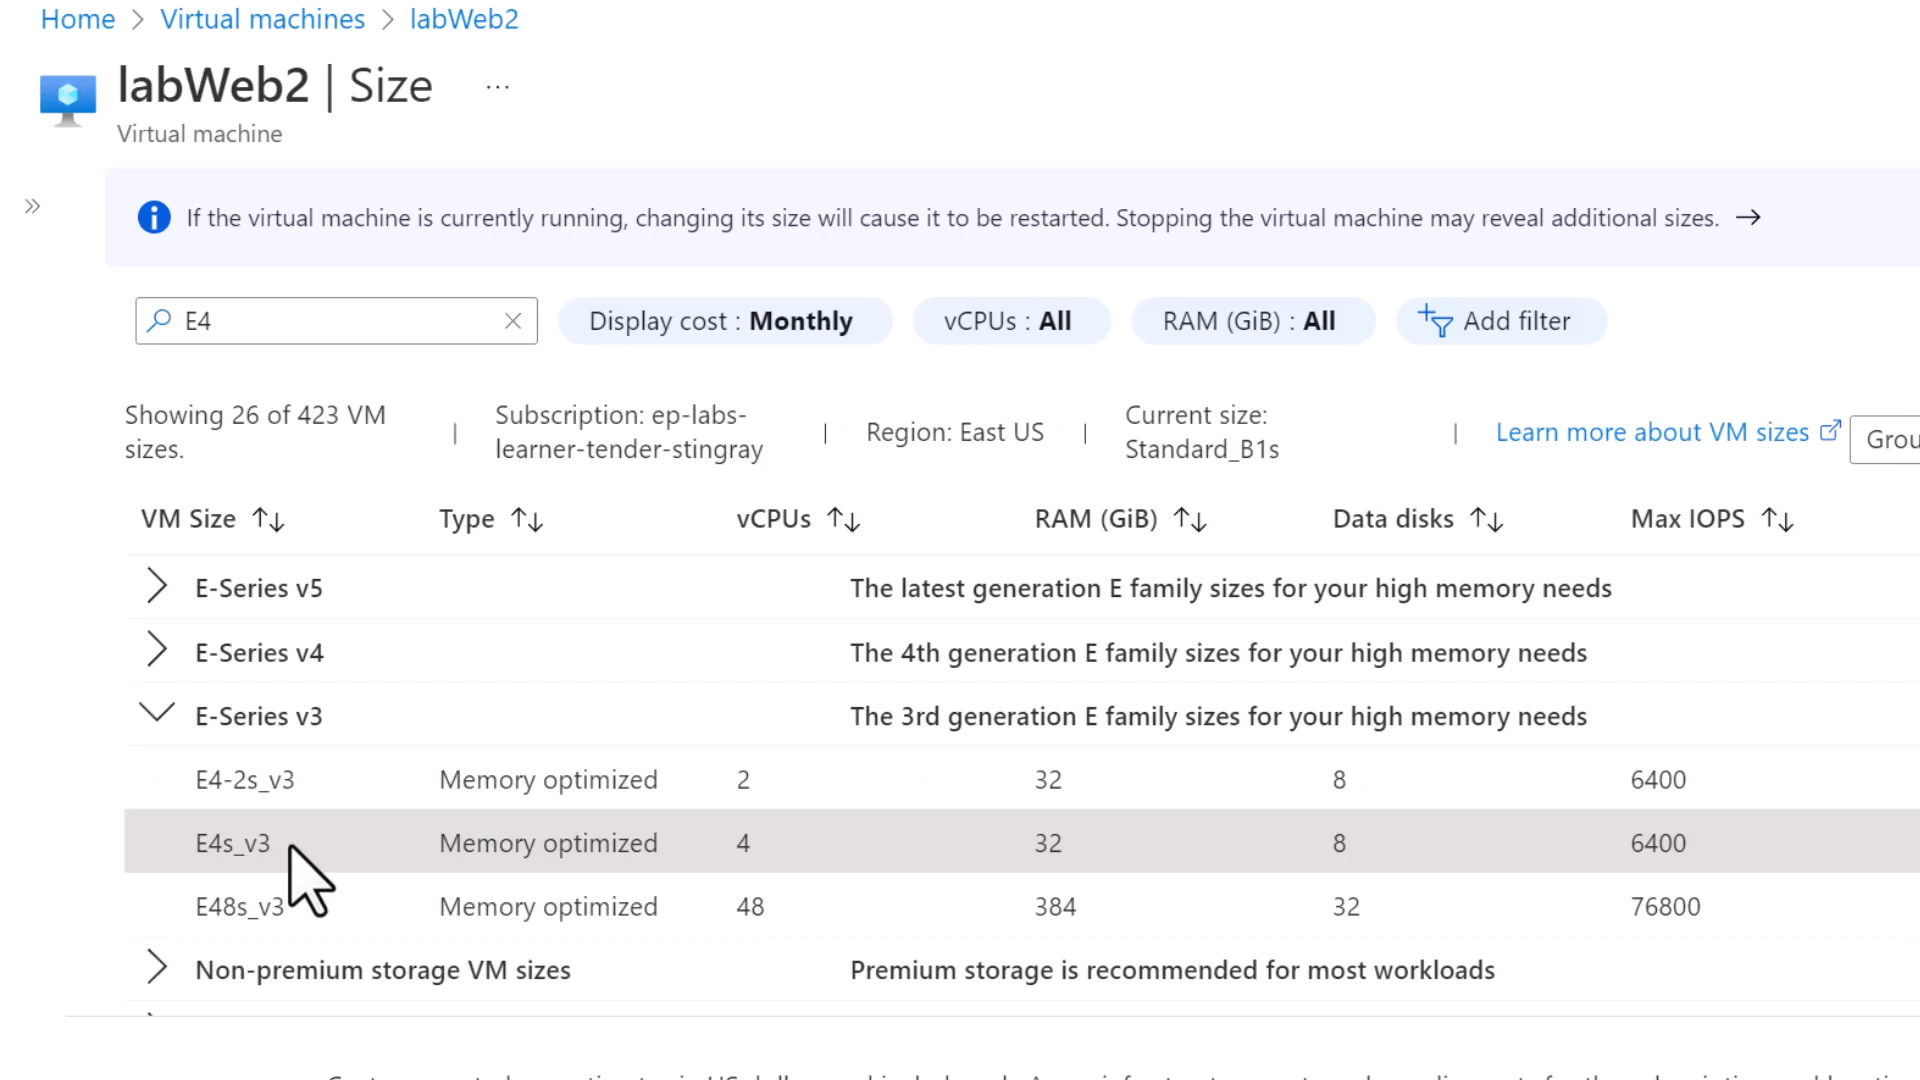 Home > Virtual machines > labWeb2
labWeb2 | Size ...
Virtual machine
If the virtual machine is currently running, changing its size will cause it to be restarted. Stopping the virtual machine may reveal additional sizes. →
E4
Display cost : Monthly
vCPUs : All
RAM (GiB) : All
Add filter
Showing 26 of 423 VM
sizes.
|
Subscription: ep-labs-
learner-tender-stingray
|
Region: East US
|
Current size:
Standard_B1s
|
Learn more about VM sizes
Grou
VM Size ↑↓ Type ↑↓ vCPUs ↑↓ RAM (GiB) ↑↓ Data disks ↑↓ Max IOPS ↑↓
E-Series v5 The latest generation E family sizes for your high memory needs
E-Series v4 The 4th generation E family sizes for your high memory needs
E-Series v3 The 3rd generation E family sizes for your high memory needs
E4-2s_v3 Memory optimized 2 32 8 6400
E4s_v3 Memory optimized 4 32 8 6400
E48s_v3 Memory optimized 48 384 32 76800
Non-premium storage VM sizes Premium storage is recommended for most workloads